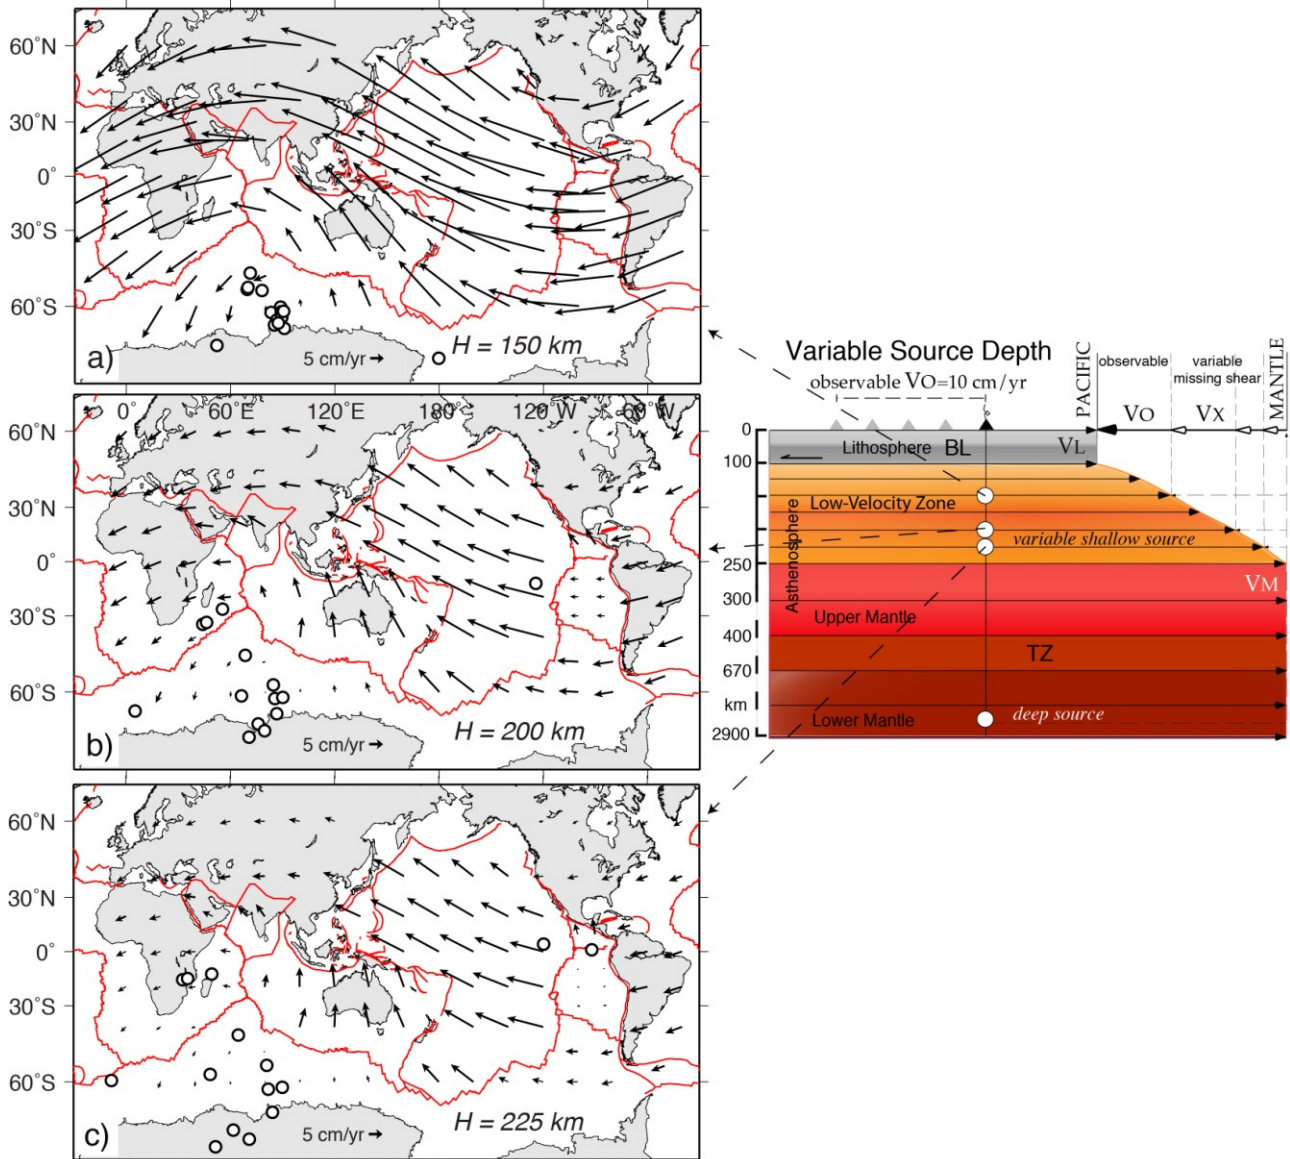 60°N
30°N
0°
30°S
60°S
a)
5 cm/yr
H = 150 km
0°
60°E
120°E
180°
120°W
60°W
60°N
30°N
0°
30°S
60°S
b)
5 cm/yr
H = 200 km
60°N
30°N
0°
30°S
60°S
c)
5 cm/yr
H = 225 km
Variable Source Depth
observable VO=10 cm/yr
PACIFIC
observable
variable
missing shear
MANTLE
VO
VX
0
Lithosphere
BL
VL
100
Low-Velocity Zone
variable shallow source
Asthenosphere
250
VM
300
Upper Mantle
400
TZ
670
km
Lower Mantle
deep source
2900